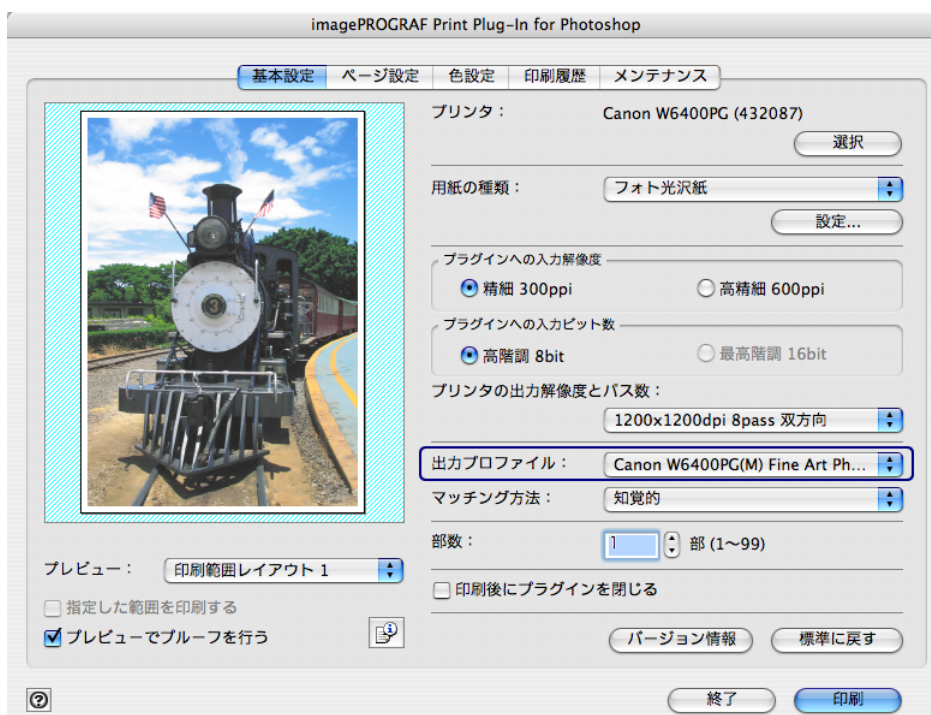 imagePROGRAF Print Plug-In for Photoshop
基本設定 ページ設定 色設定 印刷履歴 メンテナンス
プリンタ： Canon W6400PG (432087)
選択
用紙の種類： フォト光沢紙
設定...
プラグインへの入力解像度
精細 300ppi 高精細 600ppi
プラグインへの入力ビット数
高階調 8bit 最高階調 16bit
プリンタの出力解像度とパス数：
1200x1200dpi 8pass 双方向
出力プロファイル： Canon W6400PG(M) Fine Art Ph...
マッチング方法： 知覚的
部数： 1 部 (1〜99)
印刷後にプラグインを閉じる
バージョン情報 標準に戻す
3
プレビュー： 印刷範囲レイアウト 1
指定した範囲を印刷する
プレビューでプルーフを行う
? 終了 印刷